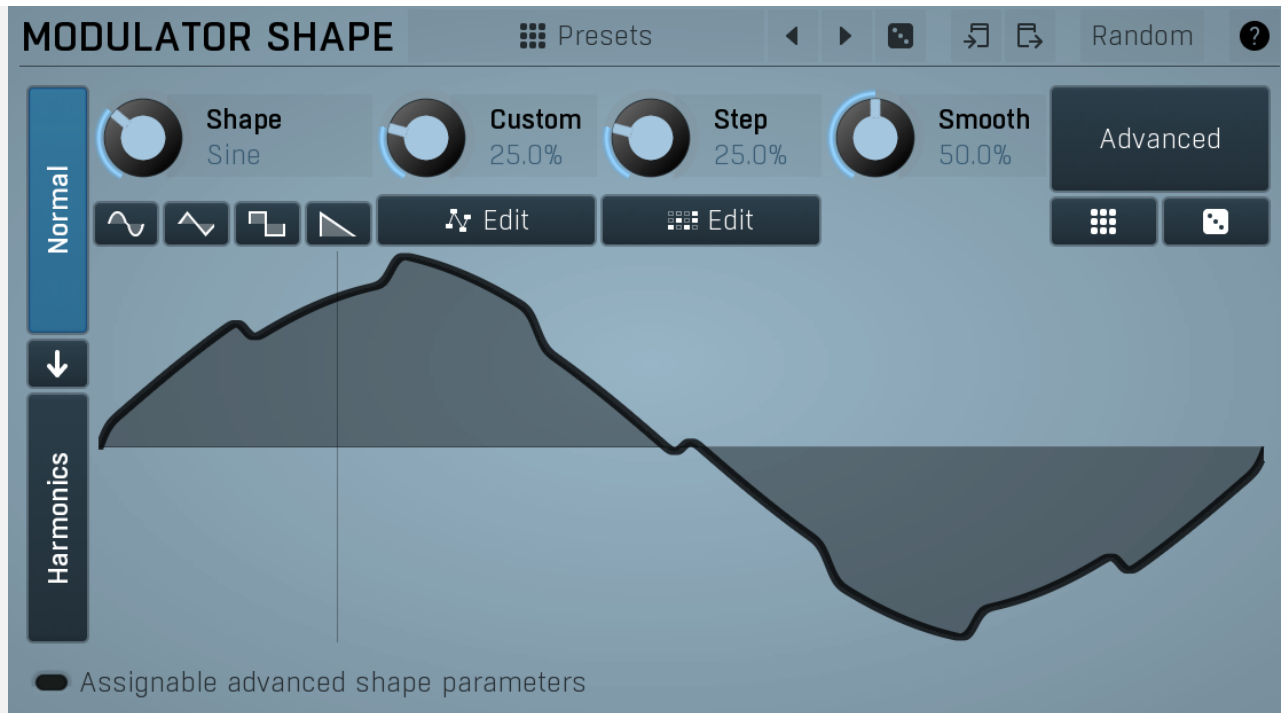 MODULATOR SHAPE
Presets
Random
?
Normal
Shape
Sine
Custom
25.0%
Step
25.0%
Smooth
50.0%
Advanced
Edit
Edit
Harmonics
Assignable advanced shape parameters